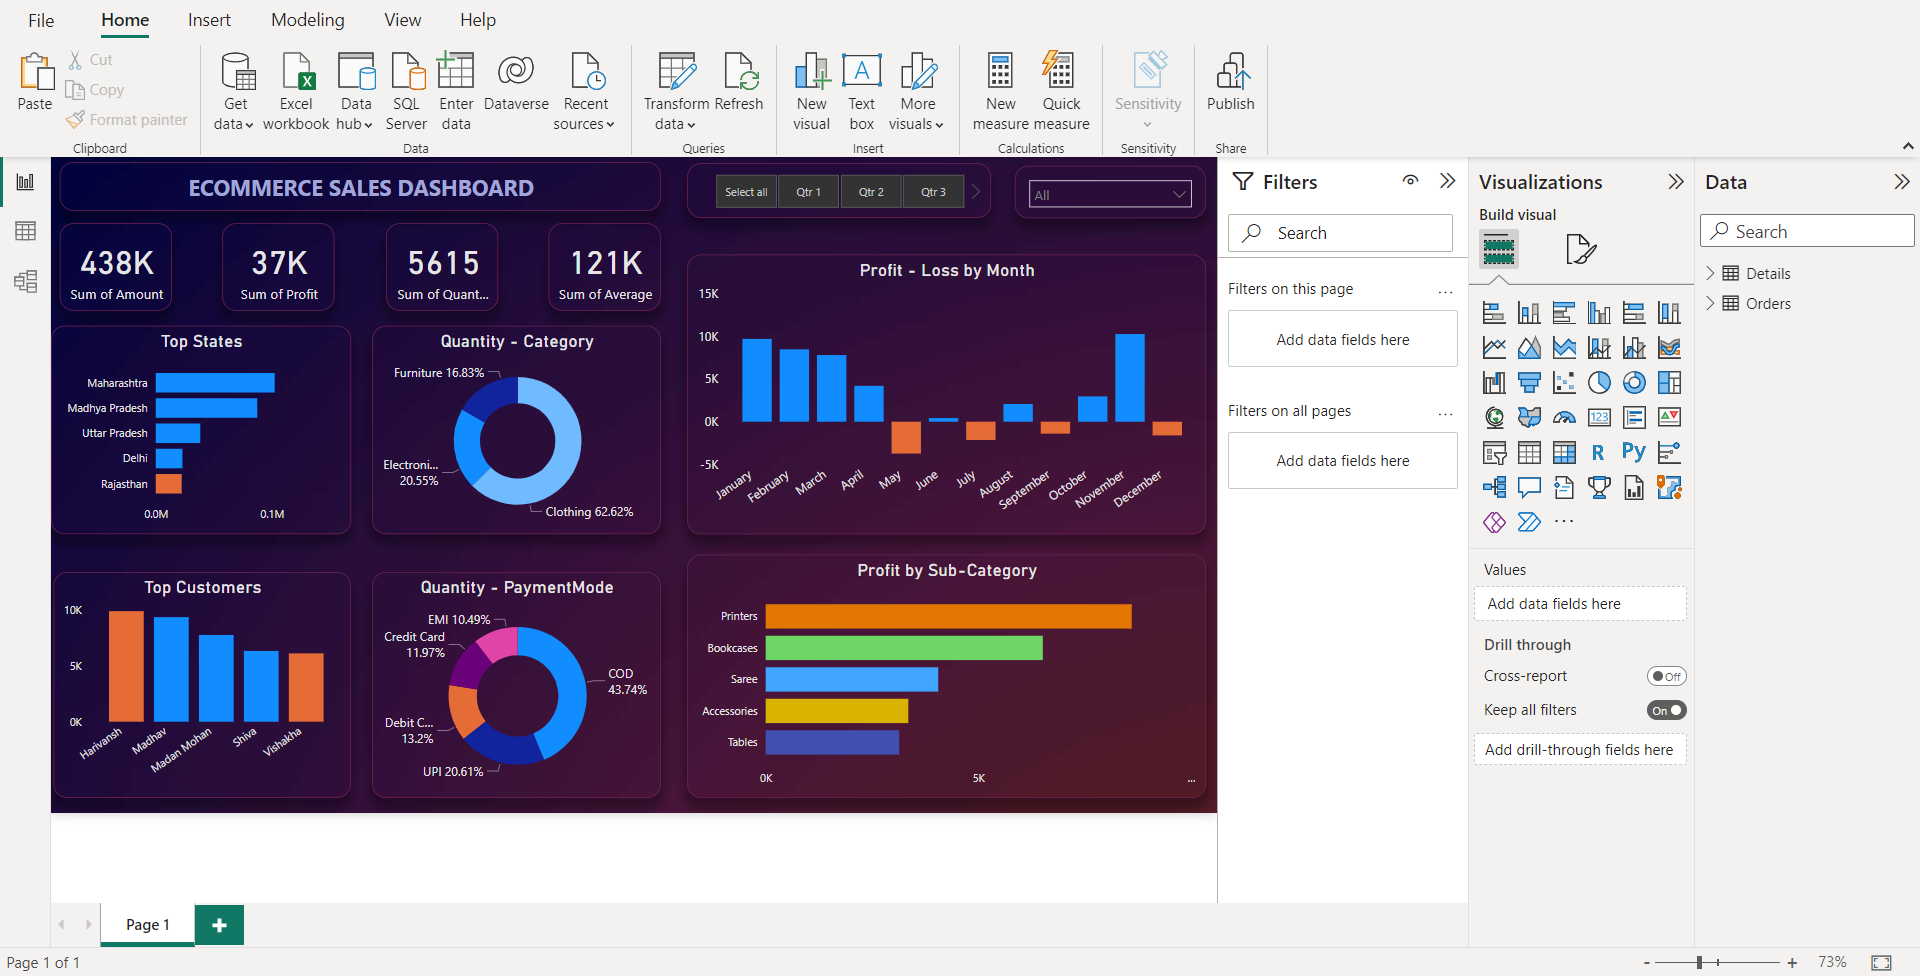 File Home Insert Modeling View Help
Paste
Cut
Copy
Format painter
Clipboard
Get data
Excel workbook
Data hub
SQL Server
Enter data
Dataverse
Recent sources
Data
Transform data
Refresh
Queries
New visual
Text box
More visuals
Insert
New measure
Quick measure
Calculations
Sensitivity
Sensitivity
Publish
Share
ECOMMERCE SALES DASHBOARD
Select all Qtr 1 Qtr 2 Qtr 3
All
438K
Sum of Amount
37K
Sum of Profit
5615
Sum of Quant...
121K
Sum of Average
Top States
Maharashtra
Madhya Pradesh
Uttar Pradesh
Delhi
Rajasthan
0.0M 0.1M
Quantity - Category
Furniture 16.83%
Electroni...
20.55%
Clothing 62.62%
Profit - Loss by Month
15K
10K
5K
0K
-5K
January February March April May June July August September October November December
Top Customers
10K
5K
0K
Harivansh Madhav Madan Mohan Shiva Vishakha
Quantity - PaymentMode
EMI 10.49%
Credit Card
11.97%
COD
43.74%
Debit C...
13.2%
UPI 20.61%
Profit by Sub-Category
Printers
Bookcases
Saree
Accessories
Tables
0K 5K ...
Filters
Search
Filters on this page ...
Add data fields here
Filters on all pages ...
Add data fields here
Visualizations
Build visual
123
R
Py
...
Values
Add data fields here
Drill through
Cross-report Off
Keep all filters On
Add drill-through fields here
Data
Search
Details
Orders
Page 1 +
Page 1 of 1
- + 73%